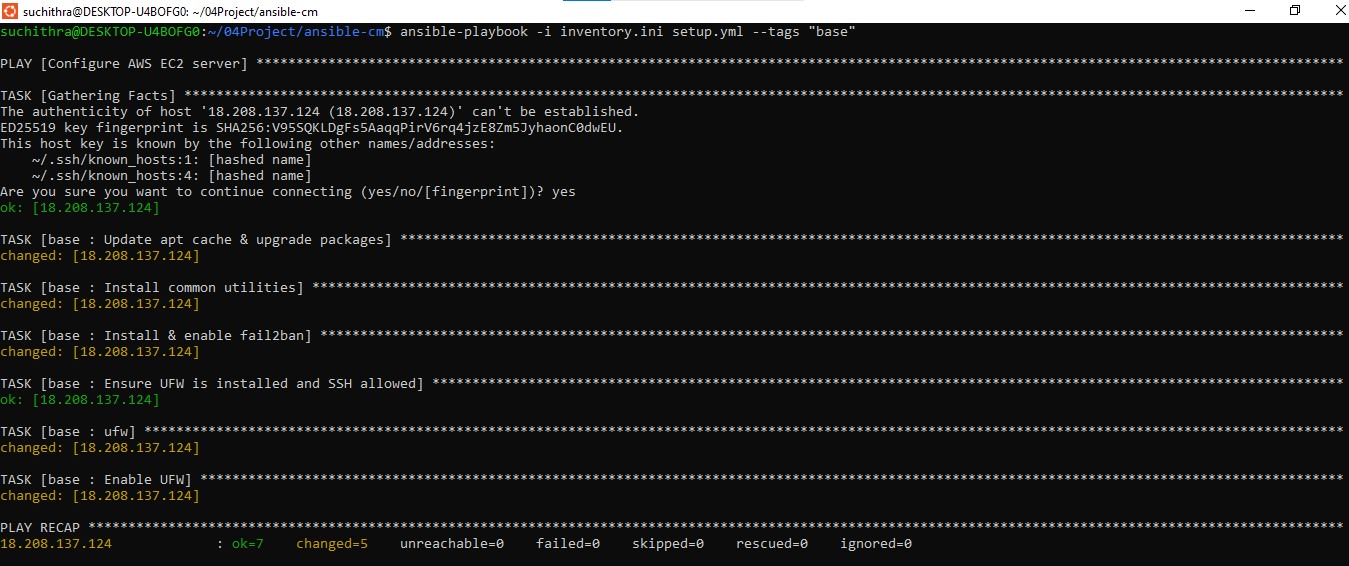 suchithra@DESKTOP-U4BOFG0: ~/04Project/ansible-cm
suchithra@DESKTOP-U4BOFG0:~/04Project/ansible-cm$ ansible-playbook -i inventory.ini setup.yml --tags "base"
PLAY [Configure AWS EC2 server] ****************************************************************************************************************************************
TASK [Gathering Facts] *************************************************************************************************************************************************
The authenticity of host '18.208.137.124 (18.208.137.124)' can't be established.
ED25519 key fingerprint is SHA256:V95SQKLDgFs5AaqqPirV6rq4jzE8Zm5JyhaonC0dwEU.
This host key is known by the following other names/addresses:
    ~/.ssh/known_hosts:1: [hashed name]
    ~/.ssh/known_hosts:4: [hashed name]
Are you sure you want to continue connecting (yes/no/[fingerprint])? yes
ok: [18.208.137.124]
TASK [base : Update apt cache & upgrade packages] **********************************************************************************************************************
changed: [18.208.137.124]
TASK [base : Install common utilities] *********************************************************************************************************************************
changed: [18.208.137.124]
TASK [base : Install & enable fail2ban] ********************************************************************************************************************************
changed: [18.208.137.124]
TASK [base : Ensure UFW is installed and SSH allowed] ******************************************************************************************************************
ok: [18.208.137.124]
TASK [base : ufw] ******************************************************************************************************************************************************
changed: [18.208.137.124]
TASK [base : Enable UFW] ***********************************************************************************************************************************************
changed: [18.208.137.124]
PLAY RECAP *************************************************************************************************************************************************************
18.208.137.124             : ok=7    changed=5    unreachable=0    failed=0    skipped=0    rescued=0    ignored=0